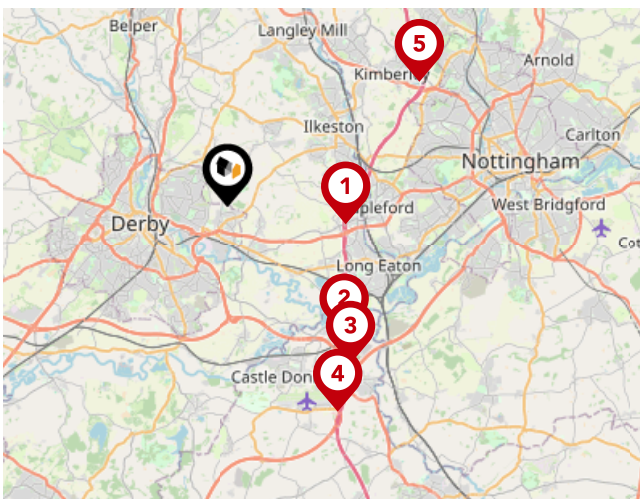 Belper
Langley Mill
5
Kimberley
Arnold
Ilkeston
Carlton
Nottingham
1
pleford
West Bridgford
Derby
Long Eaton
2
3
Castle Don
4